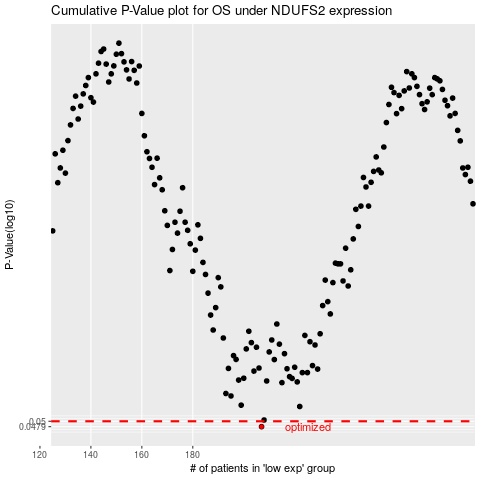 Cumulative P-Value plot for OS under NDUFS2 expression
P-Value(log10)
0.05
0.0479
optimized
120 140 160 180
# of patients in 'low exp' group